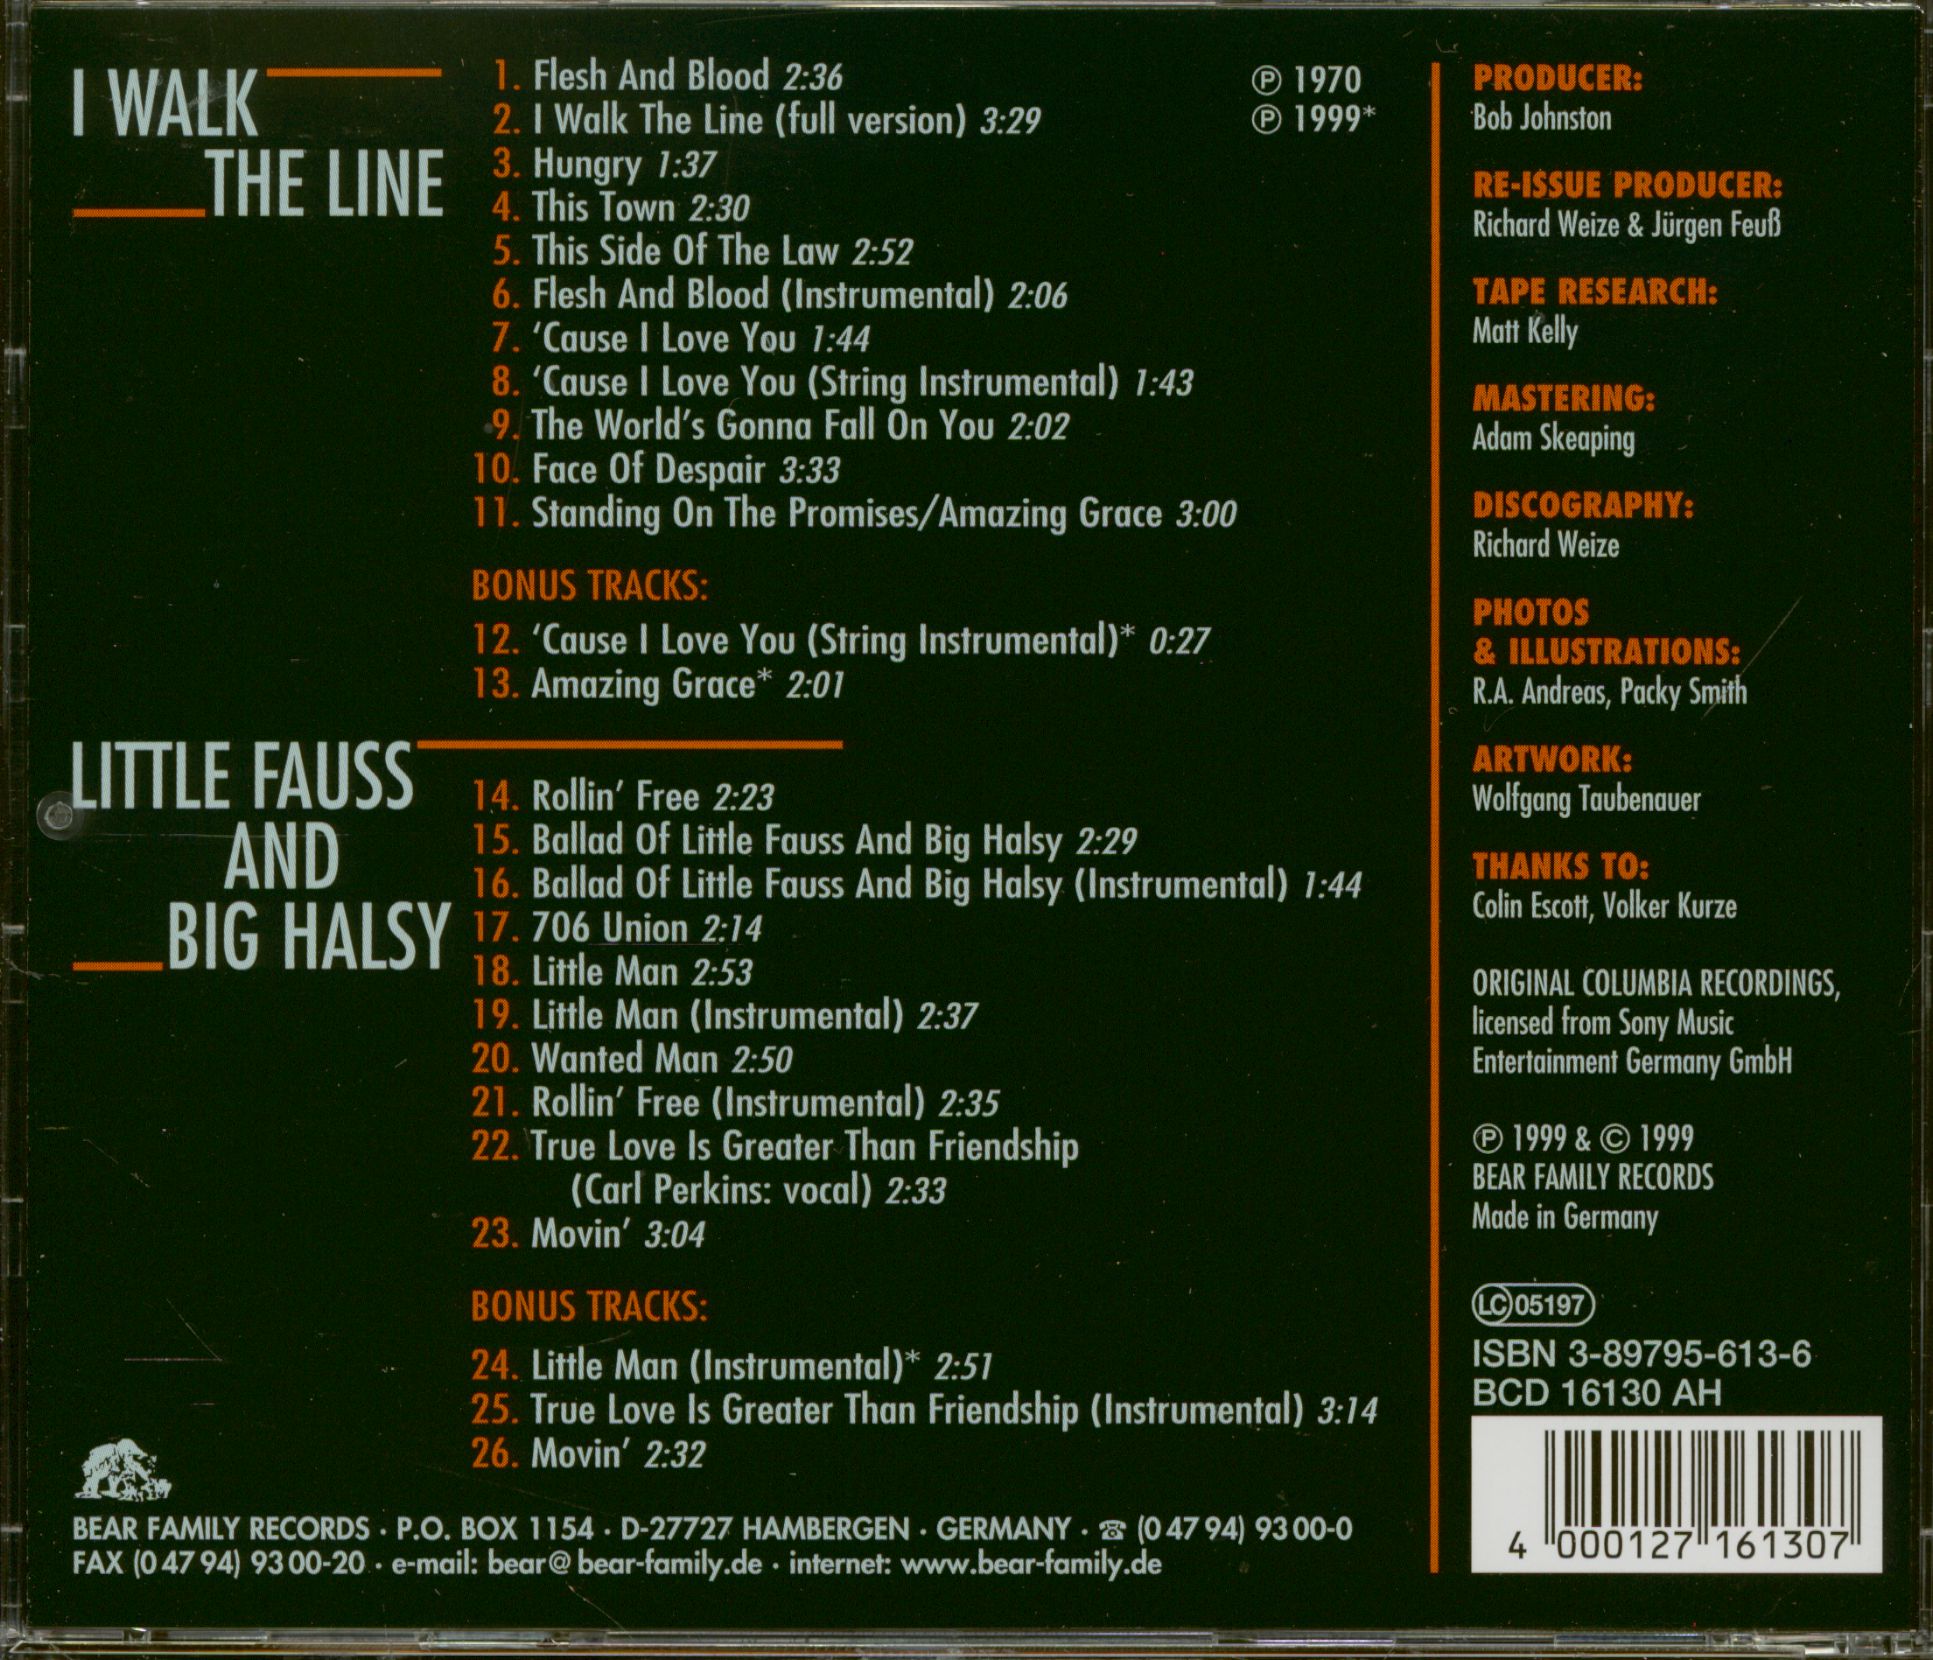 I WALK
THE LINE
1. Flesh And Blood 2:36
2. I Walk The Line (full version) 3:29
3. Hungry 1:37
4. This Town 2:30
5. This Side Of The Law 2:52
6. Flesh And Blood (Instrumental) 2:06
7. ‘Cause I Love You 1:44
8. ‘Cause I Love You (String Instrumental) 1:43
9. The World’s Gonna Fall On You 2:02
10. Face Of Despair 3:33
11. Standing On The Promises/Amazing Grace 3:00
℗ 1970
℗ 1999*
BONUS TRACKS:
12. ‘Cause I Love You (String Instrumental)* 0:27
13. Amazing Grace* 2:01
LITTLE FAUSS
AND
BIG HALSY
14. Rollin’ Free 2:23
15. Ballad Of Little Fauss And Big Halsy 2:29
16. Ballad Of Little Fauss And Big Halsy (Instrumental) 1:44
17. 706 Union 2:14
18. Little Man 2:53
19. Little Man (Instrumental) 2:37
20. Wanted Man 2:50
21. Rollin’ Free (Instrumental) 2:35
22. True Love Is Greater Than Friendship
(Carl Perkins: vocal) 2:33
23. Movin’ 3:04
BONUS TRACKS:
24. Little Man (Instrumental)* 2:51
25. True Love Is Greater Than Friendship (Instrumental) 3:14
26. Movin’ 2:32
BEAR FAMILY RECORDS · P.O. BOX 1154 · D-27727 HAMBERGEN · GERMANY · ☎ (0 47 94) 93 00-0
FAX (0 47 94) 93 00-20 · e-mail: bear@bear-family.de · internet: www.bear-family.de
PRODUCER:
Bob Johnston
RE-ISSUE PRODUCER:
Richard Weize & Jürgen Feuß
TAPE RESEARCH:
Matt Kelly
MASTERING:
Adam Skeaping
DISCOGRAPHY:
Richard Weize
PHOTOS
& ILLUSTRATIONS:
R.A. Andreas, Packy Smith
ARTWORK:
Wolfgang Taubenauer
THANKS TO:
Colin Escott, Volker Kurze
ORIGINAL COLUMBIA RECORDINGS,
licensed from Sony Music
Entertainment Germany GmbH
℗ 1999 & © 1999
BEAR FAMILY RECORDS
Made in Germany
LC 05197
ISBN 3-89795-613-6
BCD 16130 AH
4 000127 161307